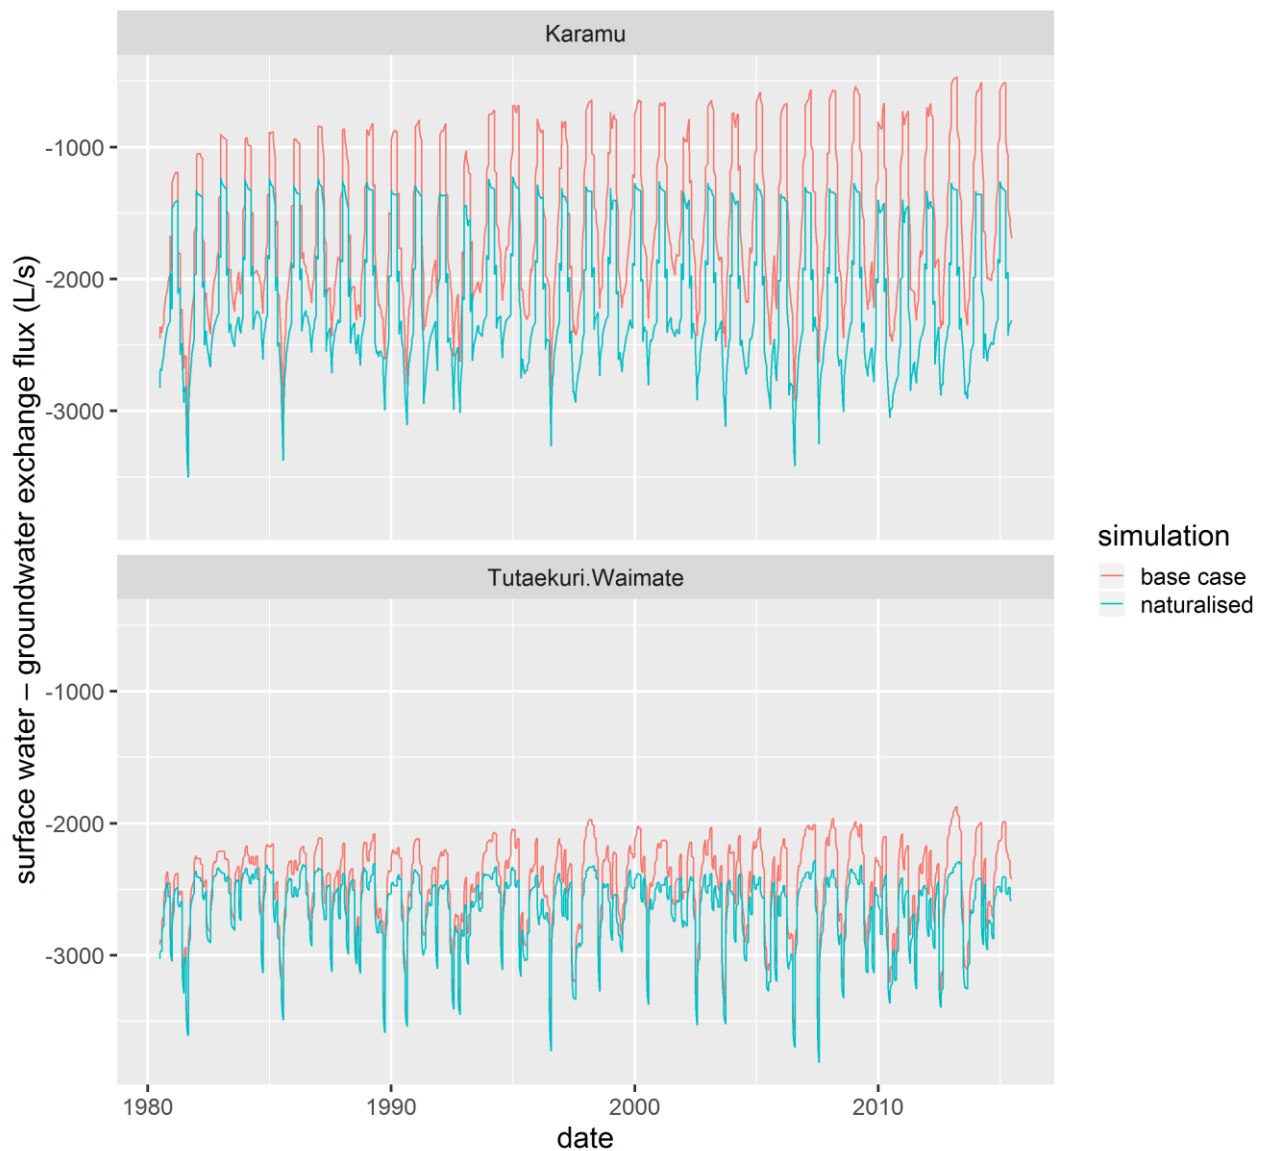 Karamu
-1000
-2000
-3000
Tutaekuri.Waimate
-1000
-2000
-3000
1980 1990 2000 2010
date
surface water – groundwater exchange flux (L/s)
simulation
base case
naturalised